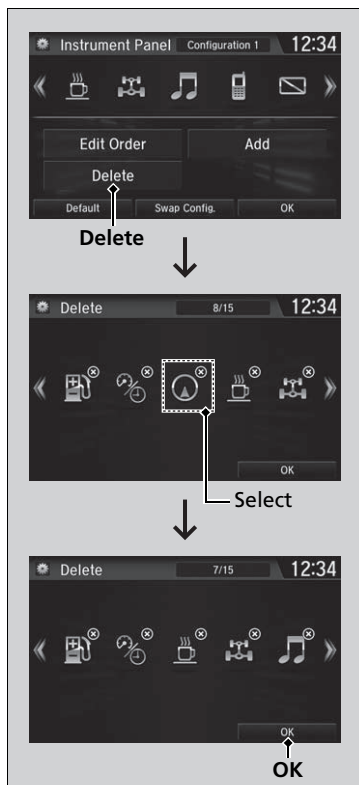 Instrument Panel Configuration 1 12:34
Edit Order Add
Delete
Default Swap Config. OK
Delete
Delete 8/15 12:34
OK
Select
Delete 7/15 12:34
OK
OK